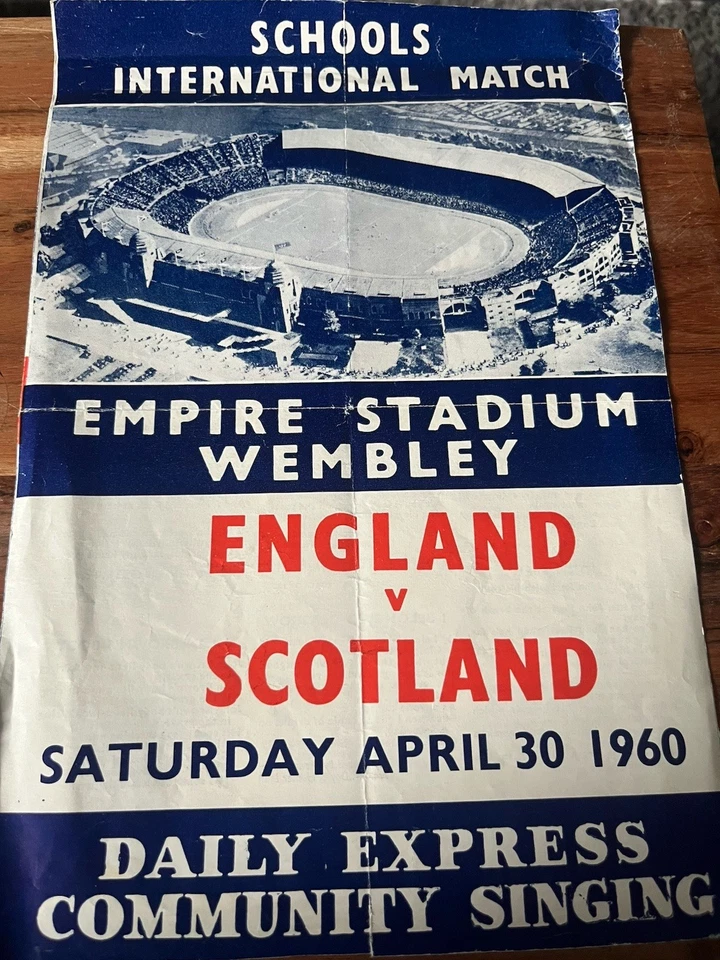 SCHOOLS
INTERNATIONAL MATCH
EMPIRE STADIUM
WEMBLEY
ENGLAND
v
SCOTLAND
SATURDAY APRIL 30 1960
DAILY EXPRESS
COMMUNITY SINGING